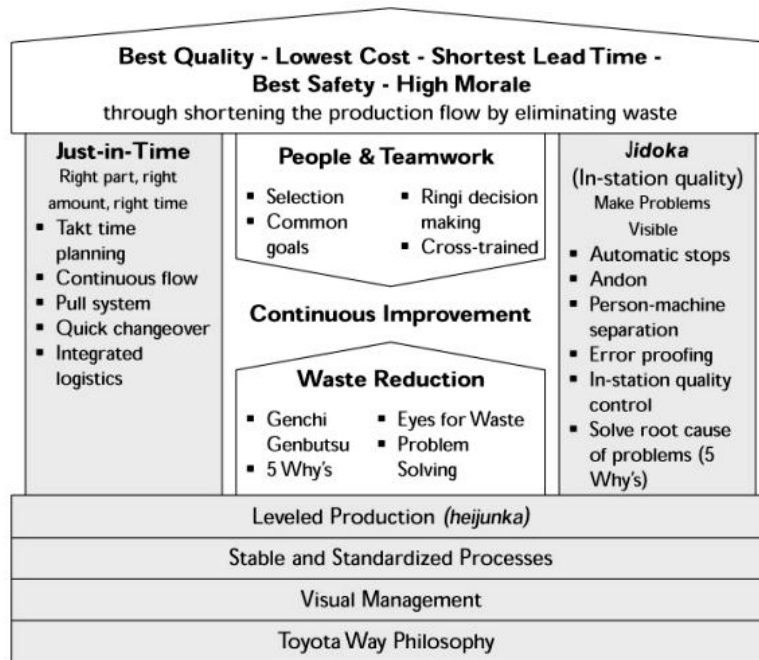 Best Quality - Lowest Cost - Shortest Lead Time -
Best Safety - High Morale
through shortening the production flow by eliminating waste
Just-in-Time
Right part, right
amount, right time
▪ Takt time
planning
▪ Continuous flow
▪ Pull system
▪ Quick changeover
▪ Integrated
logistics
People & Teamwork
▪ Selection
▪ Common
goals
▪ Ringi decision
making
▪ Cross-trained
Continuous Improvement
Waste Reduction
▪ Genchi
Genbutsu
▪ 5 Why's
▪ Eyes for Waste
▪ Problem
Solving
Jidoka
(In-station quality)
Make Problems
Visible
▪ Automatic stops
▪ Andon
▪ Person-machine
separation
▪ Error proofing
▪ In-station quality
control
▪ Solve root cause
of problems (5
Why's)
Leveled Production (heijunka)
Stable and Standardized Processes
Visual Management
Toyota Way Philosophy